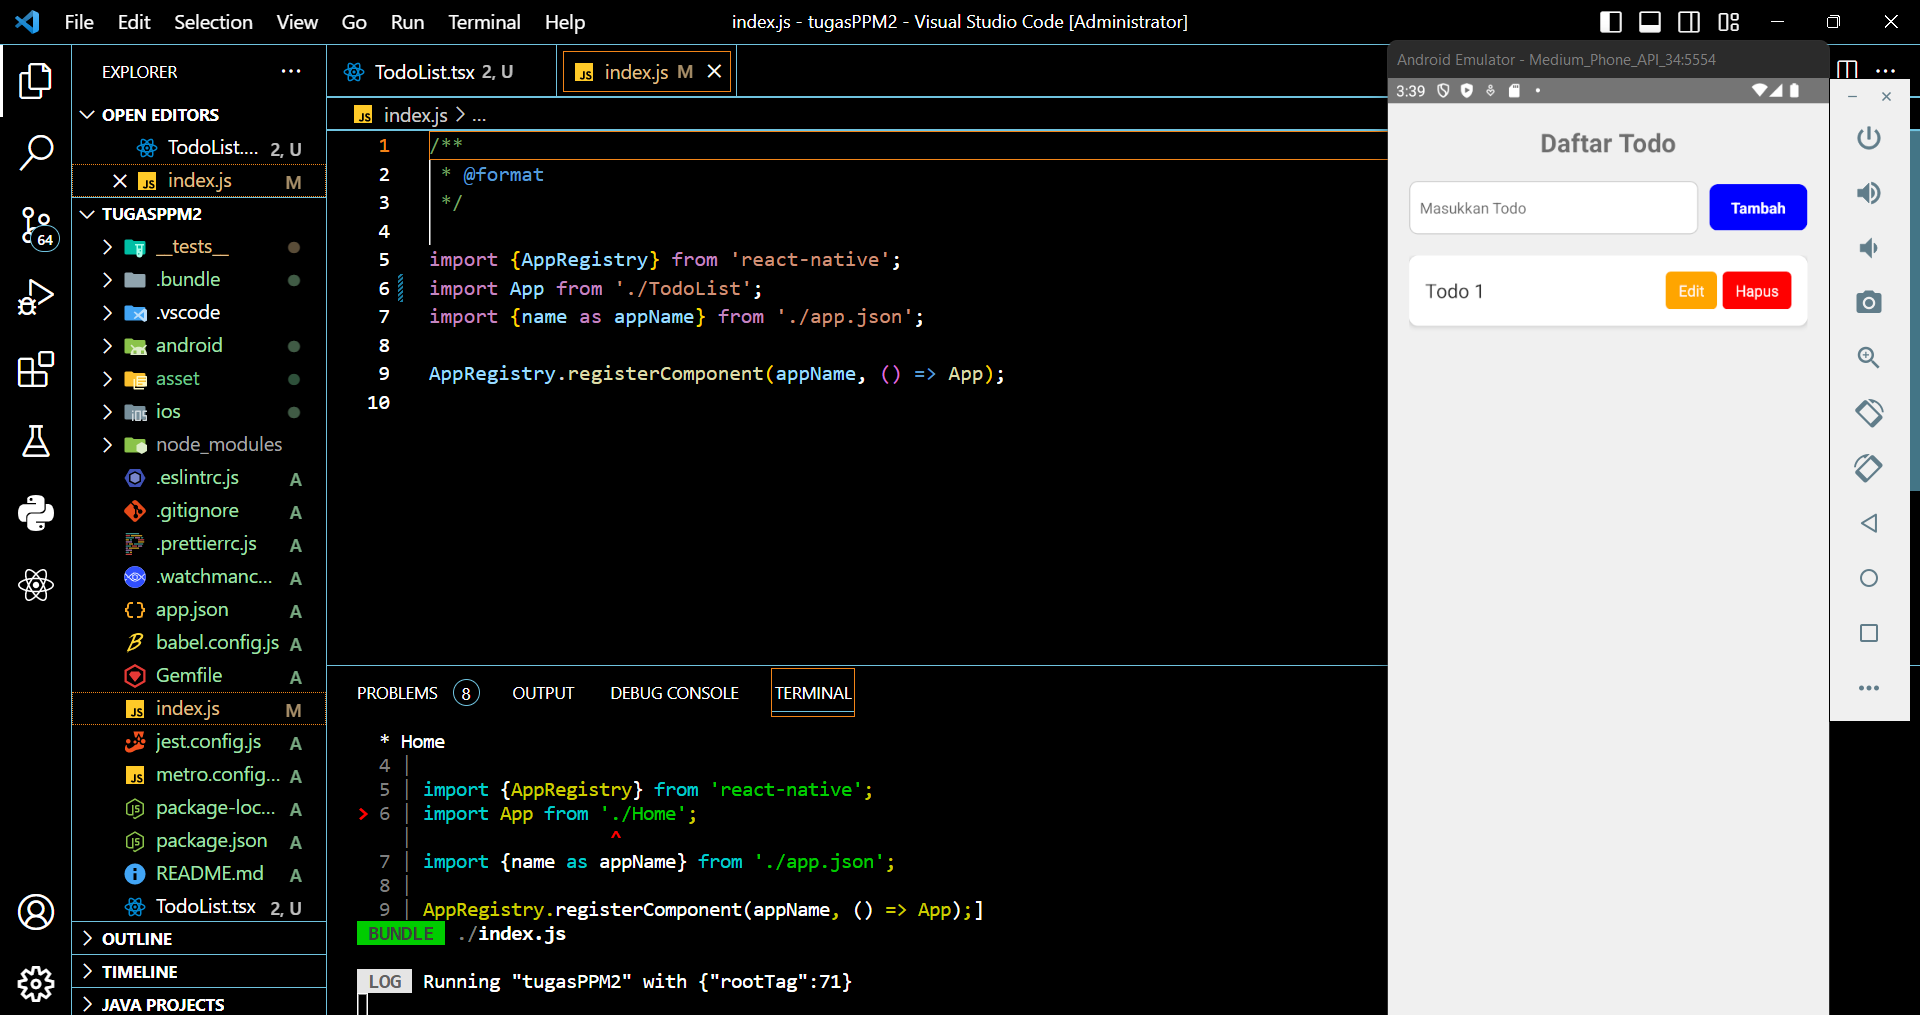 File Edit Selection View Go Run Terminal Help
index.js - tugasPPM2 - Visual Studio Code [Administrator]
EXPLORER
OPEN EDITORS
TodoList.... 2, U
index.js M
TUGASPPM2
__tests__
.bundle
.vscode
android
asset
ios
node_modules
.eslintrc.js A
.gitignore A
.prettierrc.js A
.watchmanc... A
app.json A
babel.config.js A
Gemfile A
index.js M
jest.config.js A
metro.config... A
package-loc... A
package.json A
README.md A
TodoList.tsx 2, U
OUTLINE
TIMELINE
JAVA PROJECTS
64
TodoList.tsx 2, U
index.js M
index.js > ...
1 /**
2 * @format
3 */
4
5 import {AppRegistry} from 'react-native';
6 import App from './TodoList';
7 import {name as appName} from './app.json';
8
9 AppRegistry.registerComponent(appName, () => App);
10
PROBLEMS 8 OUTPUT DEBUG CONSOLE TERMINAL
* Home
4 |
5 | import {AppRegistry} from 'react-native';
> 6 | import App from './Home';
| ^
7 | import {name as appName} from './app.json';
8 |
9 | AppRegistry.registerComponent(appName, () => App);]
BUNDLE ./index.js
LOG Running "tugasPPM2" with {"rootTag":71}
Android Emulator - Medium_Phone_API_34:5554
3:39
Daftar Todo
Masukkan Todo
Tambah
Todo 1
Edit
Hapus